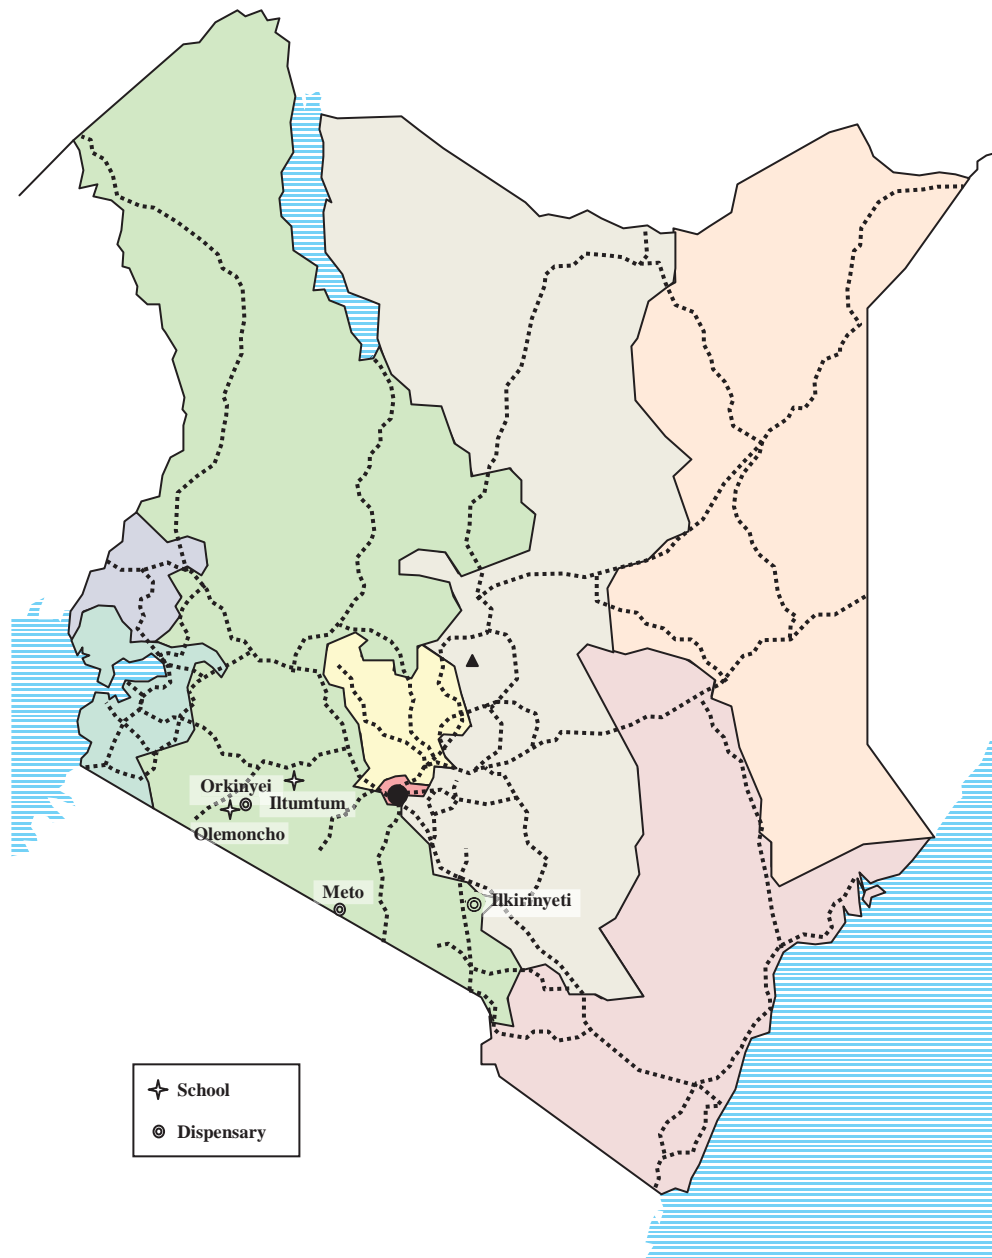 Orkinyei
Iltumtum
Olemoncho
Meto
Ilkirinyeti
School
Dispensary